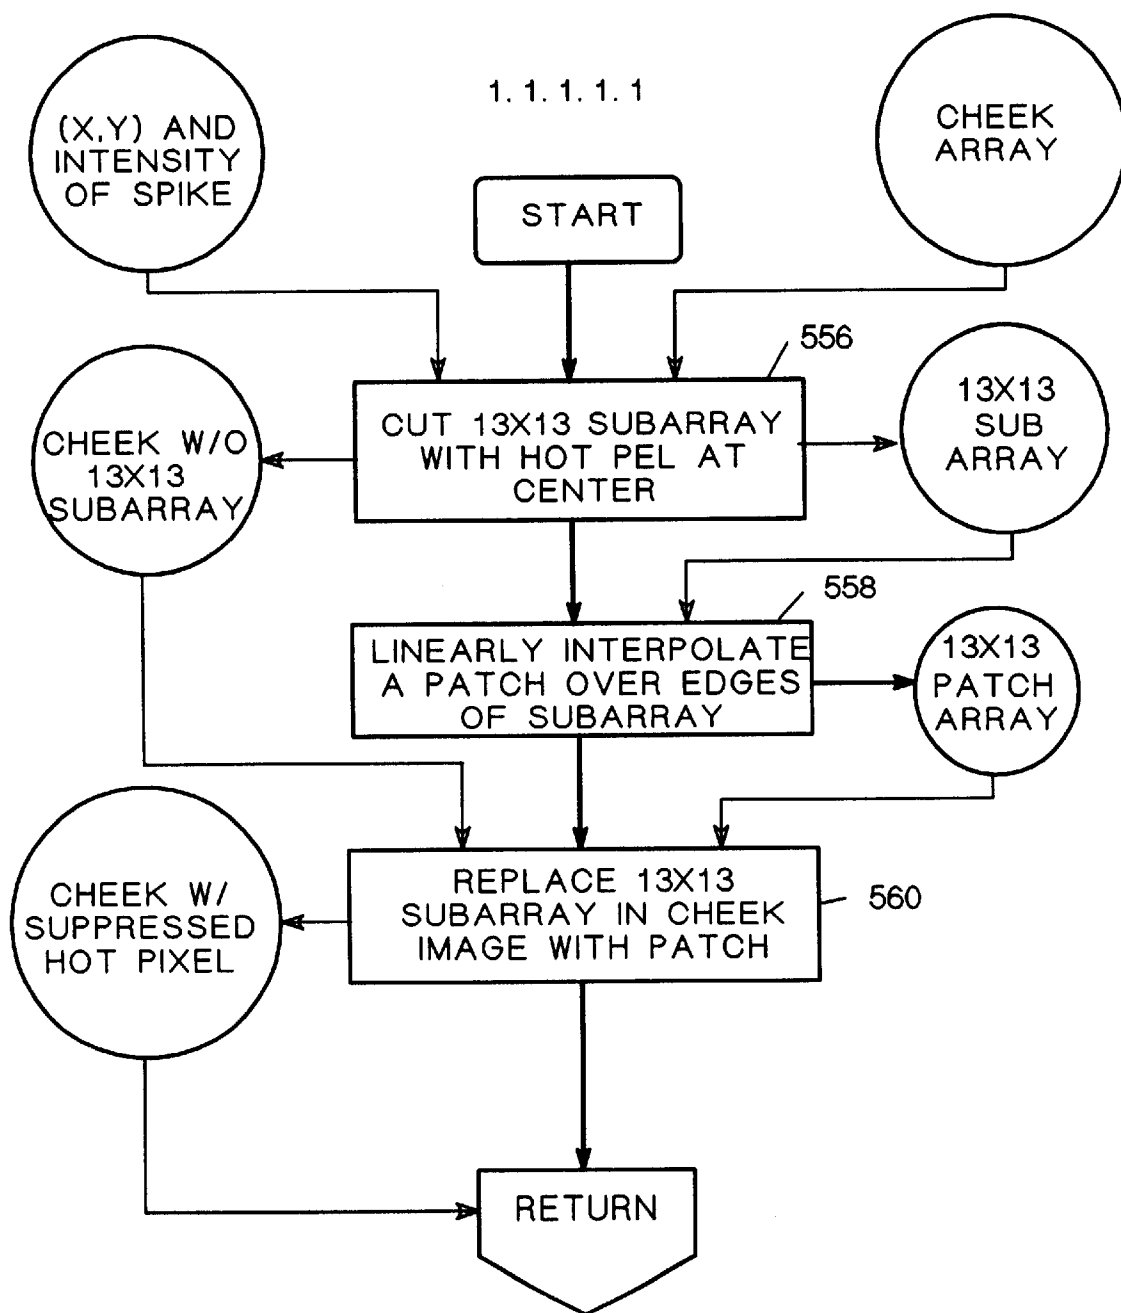 1.1.1.1.1
(X,Y) AND
INTENSITY
OF SPIKE
CHEEK
ARRAY
START
556
CUT 13X13 SUBARRAY
WITH HOT PEL AT
CENTER
CHEEK W/O
13X13
SUBARRAY
13X13
SUB
ARRAY
558
LINEARLY INTERPOLATE
A PATCH OVER EDGES
OF SUBARRAY
13X13
PATCH
ARRAY
REPLACE 13X13
SUBARRAY IN CHEEK
IMAGE WITH PATCH
560
CHEEK W/
SUPPRESSED
HOT PIXEL
RETURN